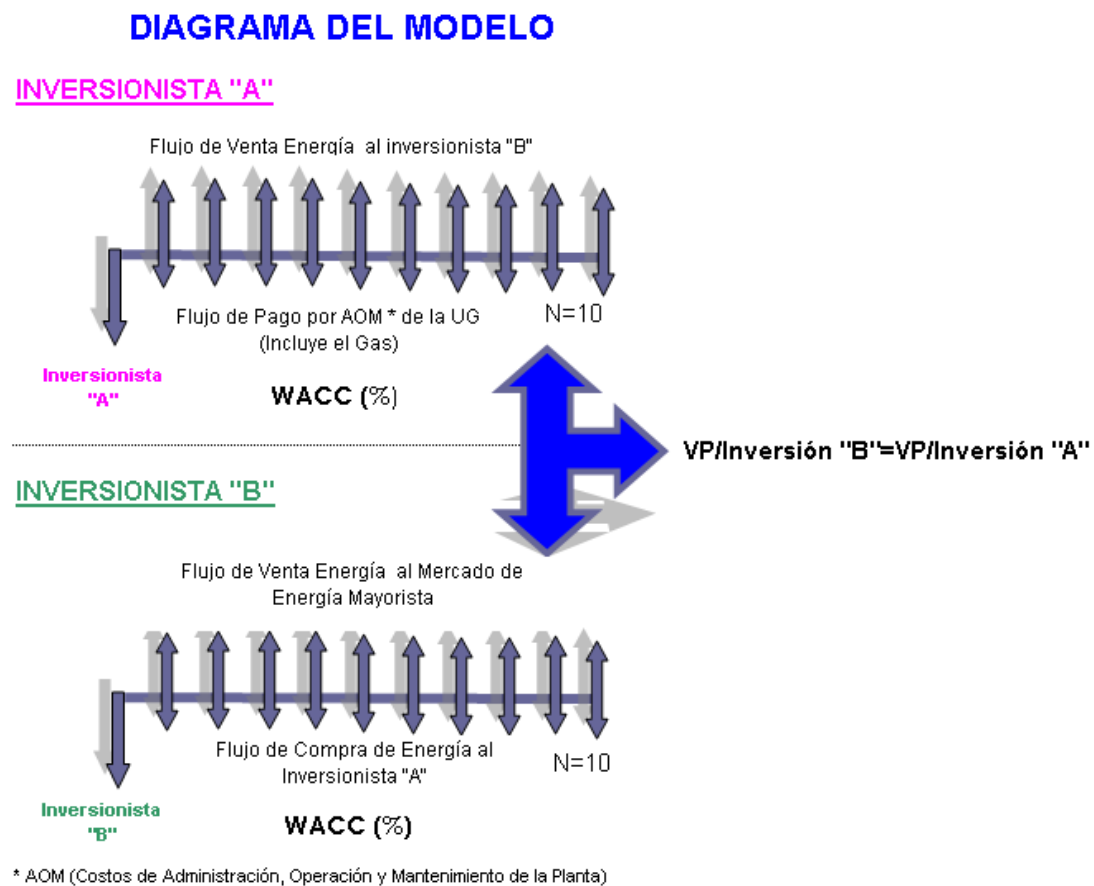 DIAGRAMA DEL MODELO
INVERSIONISTA "A"
Flujo de Venta Energía al inversionista "B"
Flujo de Pago por AOM * de la UG
(Incluye el Gas)
N=10
Inversionista
"A"
WACC (%)
VP/Inversión "B"=VP/Inversión "A"
INVERSIONISTA "B"
Flujo de Venta Energía al Mercado de
Energía Mayorista
Flujo de Compra de Energía al
Inversionista "A"
N=10
Inversionista
"B"
WACC (%)
* AOM (Costos de Administración, Operación y Mantenimiento de la Planta)